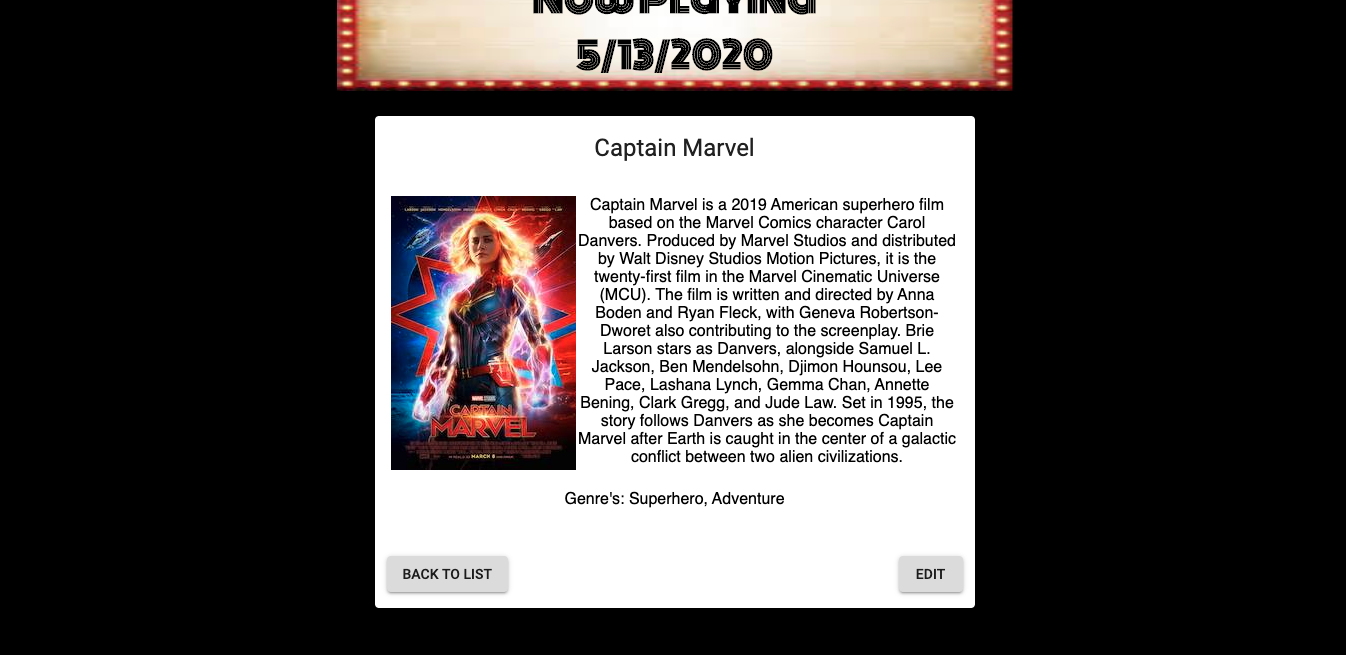 NOW PLAYING
5/13/2020
Captain Marvel
Captain Marvel is a 2019 American superhero film
based on the Marvel Comics character Carol
Danvers. Produced by Marvel Studios and distributed
by Walt Disney Studios Motion Pictures, it is the
twenty-first film in the Marvel Cinematic Universe
(MCU). The film is written and directed by Anna
Boden and Ryan Fleck, with Geneva Robertson-
Dworet also contributing to the screenplay. Brie
Larson stars as Danvers, alongside Samuel L.
Jackson, Ben Mendelsohn, Djimon Hounsou, Lee
Pace, Lashana Lynch, Gemma Chan, Annette
Bening, Clark Gregg, and Jude Law. Set in 1995, the
story follows Danvers as she becomes Captain
Marvel after Earth is caught in the center of a galactic
conflict between two alien civilizations.
MARVEL STUDIOS
CAPTAIN
MARVEL
MARCH 8
Genre's: Superhero, Adventure
BACK TO LIST
EDIT